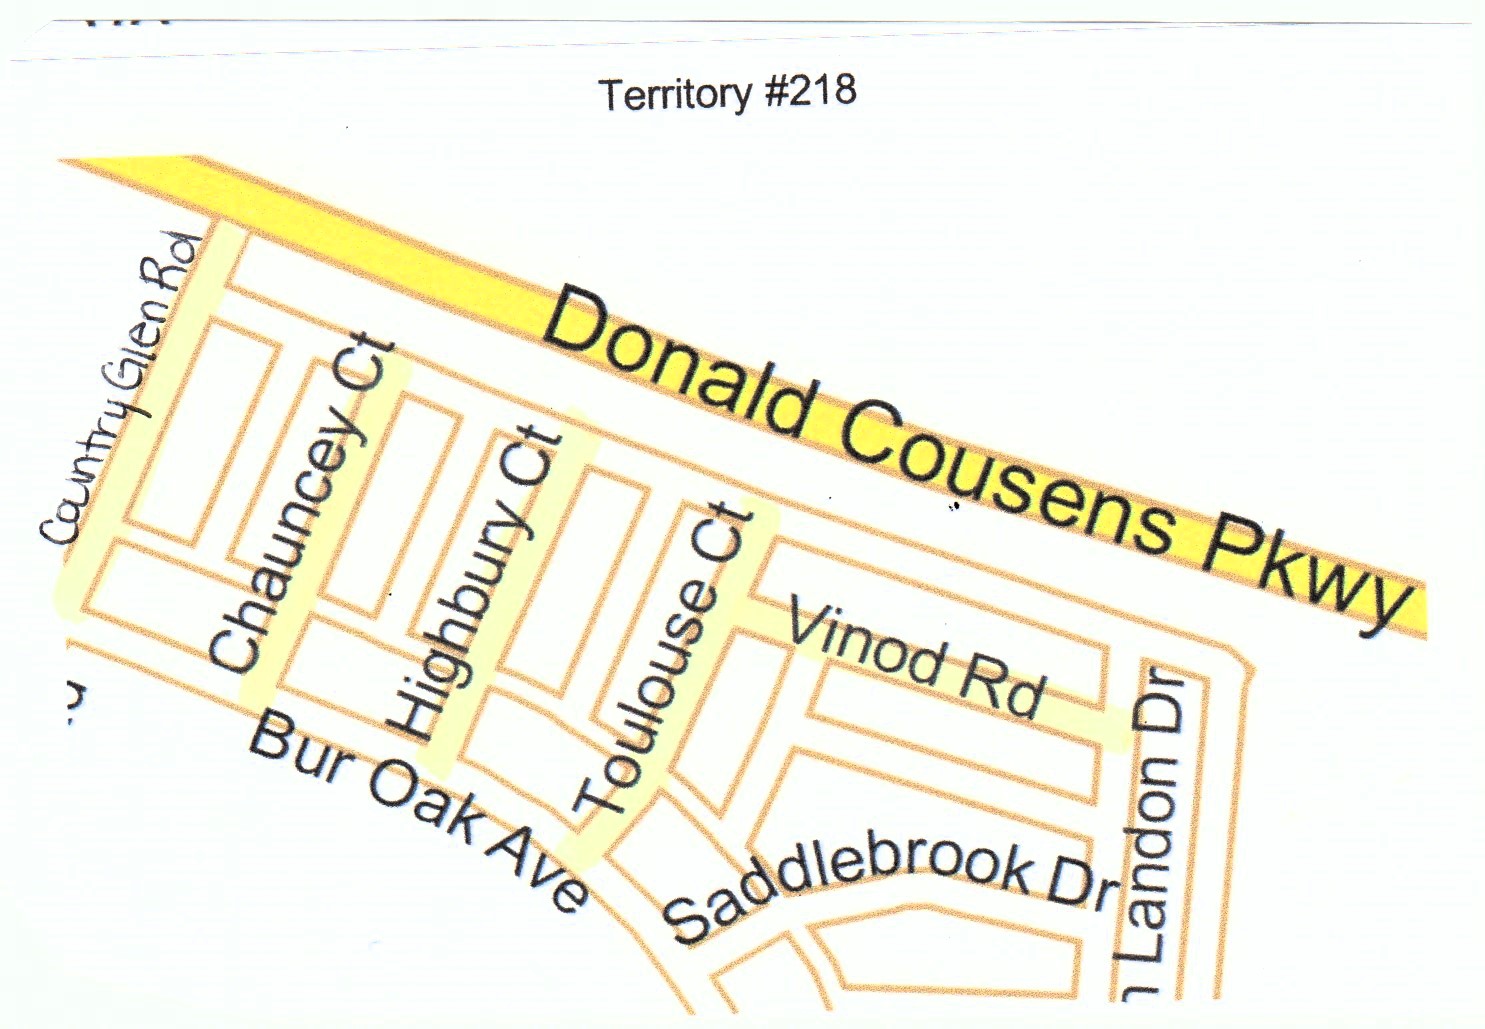 Territory #218
Donald Cousens Pkwy
Country Glen Rd
Chauncey Ct
Highbury Ct
Toulouse Ct
Vinod Rd
Landon Dr
Bur Oak Ave
Saddlebrook Dr